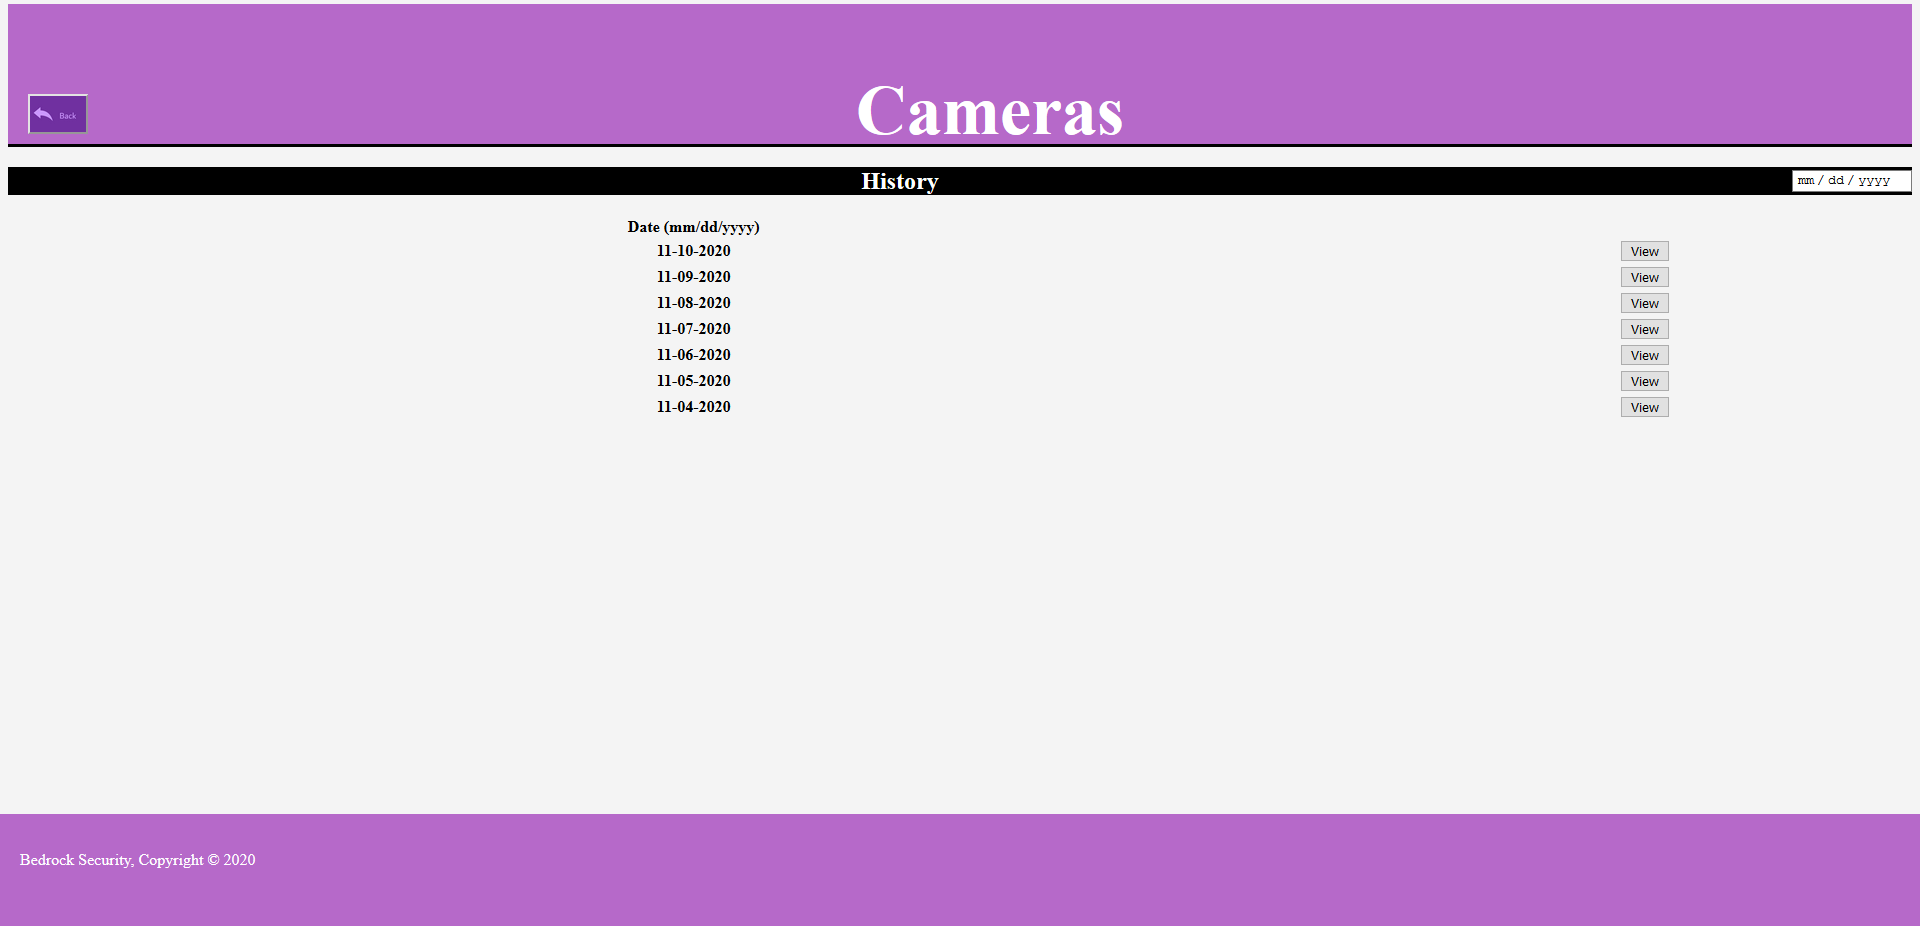 Back
Cameras
History
mm / dd / yyyy
Date (mm/dd/yyyy)
11-10-2020 View
11-09-2020 View
11-08-2020 View
11-07-2020 View
11-06-2020 View
11-05-2020 View
11-04-2020 View
Bedrock Security, Copyright © 2020